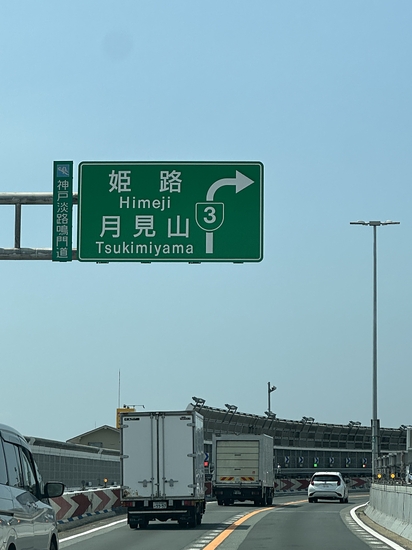 神戸淡路鳴門道
姫路
Himeji
月見山
Tsukimiyama
3